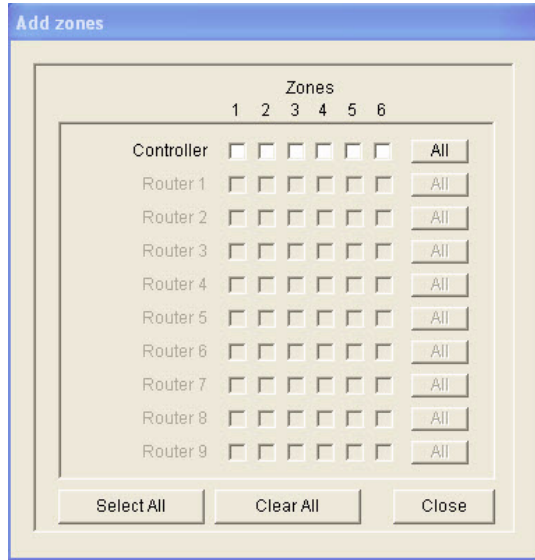 Add zones
Zones
1 2 3 4 5 6
Controller All
Router 1 All
Router 2 All
Router 3 All
Router 4 All
Router 5 All
Router 6 All
Router 7 All
Router 8 All
Router 9 All
Select All Clear All Close